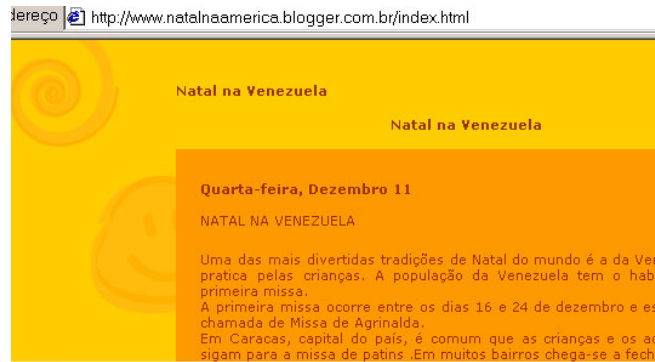 dereço http://www.natalnaamerica.blogger.com.br/index.html
Natal na Venezuela
Natal na Venezuela
Quarta-feira, Dezembro 11
NATAL NA VENEZUELA
Uma das mais divertidas tradições de Natal do mundo é a da Ve
pratica pelas crianças. A população da Venezuela tem o hab
primeira missa.
A primeira missa ocorre entre os dias 16 e 24 de dezembro e e
chamada de Missa de Agrinalda.
Em Caracas, capital do país, é comum que as crianças e os a
sigam para a missa de patins .Em muitos bairros chega-se a fech